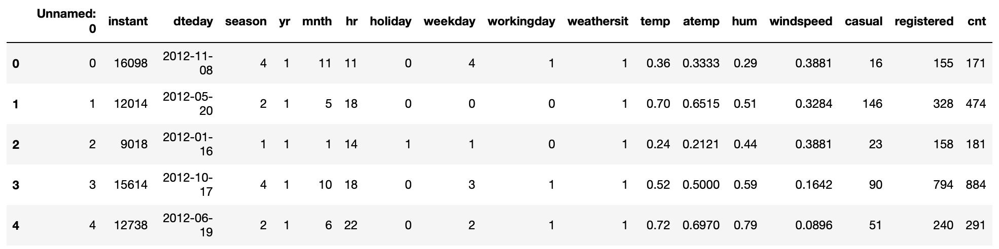 Unnamed: 0 instant dteday season yr mnth hr holiday weekday workingday weathersit temp atemp hum windspeed casual registered cnt
0 0 16098 2012-11-08 4 1 11 11 0 4 1 1 0.36 0.3333 0.29 0.3881 16 155 171
1 1 12014 2012-05-20 2 1 5 18 0 0 0 1 0.70 0.6515 0.51 0.3284 146 328 474
2 2 9018 2012-01-16 1 1 1 14 1 1 0 1 0.24 0.2121 0.44 0.3881 23 158 181
3 3 15614 2012-10-17 4 1 10 18 0 3 1 1 0.52 0.5000 0.59 0.1642 90 794 884
4 4 12738 2012-06-19 2 1 6 22 0 2 1 1 0.72 0.6970 0.79 0.0896 51 240 291